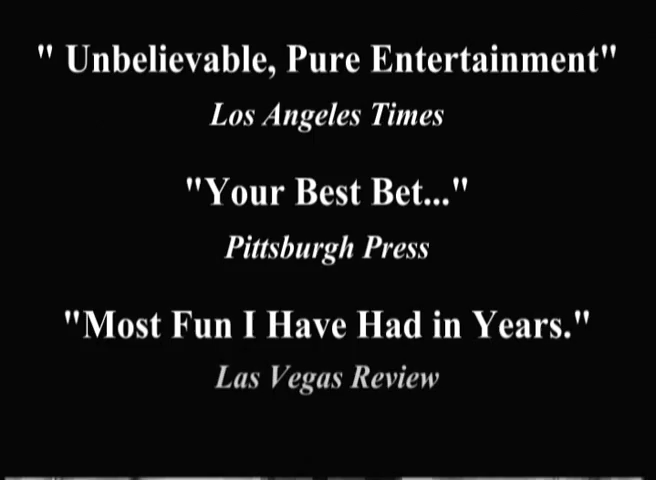 " Unbelievable, Pure Entertainment"
Los Angeles Times
"Your Best Bet..."
Pittsburgh Press
"Most Fun I Have Had in Years."
Las Vegas Review